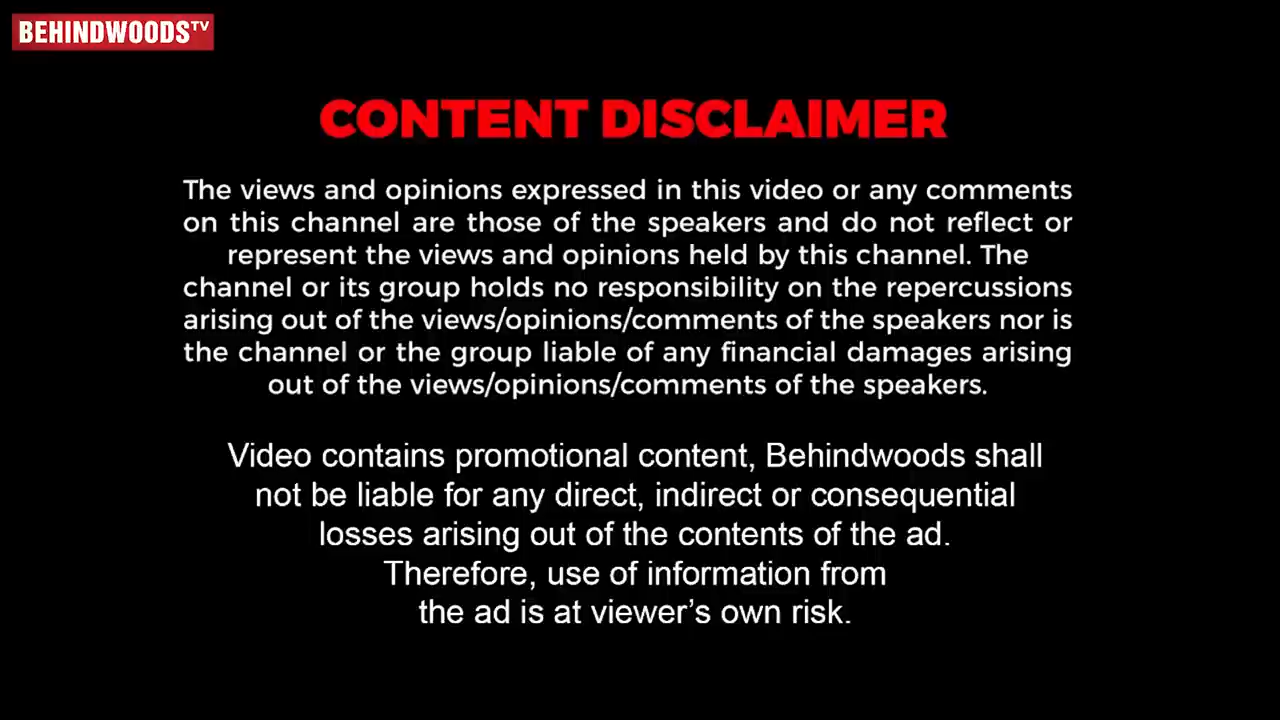 BEHINDWOODS TV
CONTENT DISCLAIMER
The views and opinions expressed in this video or any comments
on this channel are those of the speakers and do not reflect or
represent the views and opinions held by this channel. The
channel or its group holds no responsibility on the repercussions
arising out of the views/opinions/comments of the speakers nor is
the channel or the group liable of any financial damages arising
out of the views/opinions/comments of the speakers.
Video contains promotional content, Behindwoods shall
not be liable for any direct, indirect or consequential
losses arising out of the contents of the ad.
Therefore, use of information from
the ad is at viewer’s own risk.